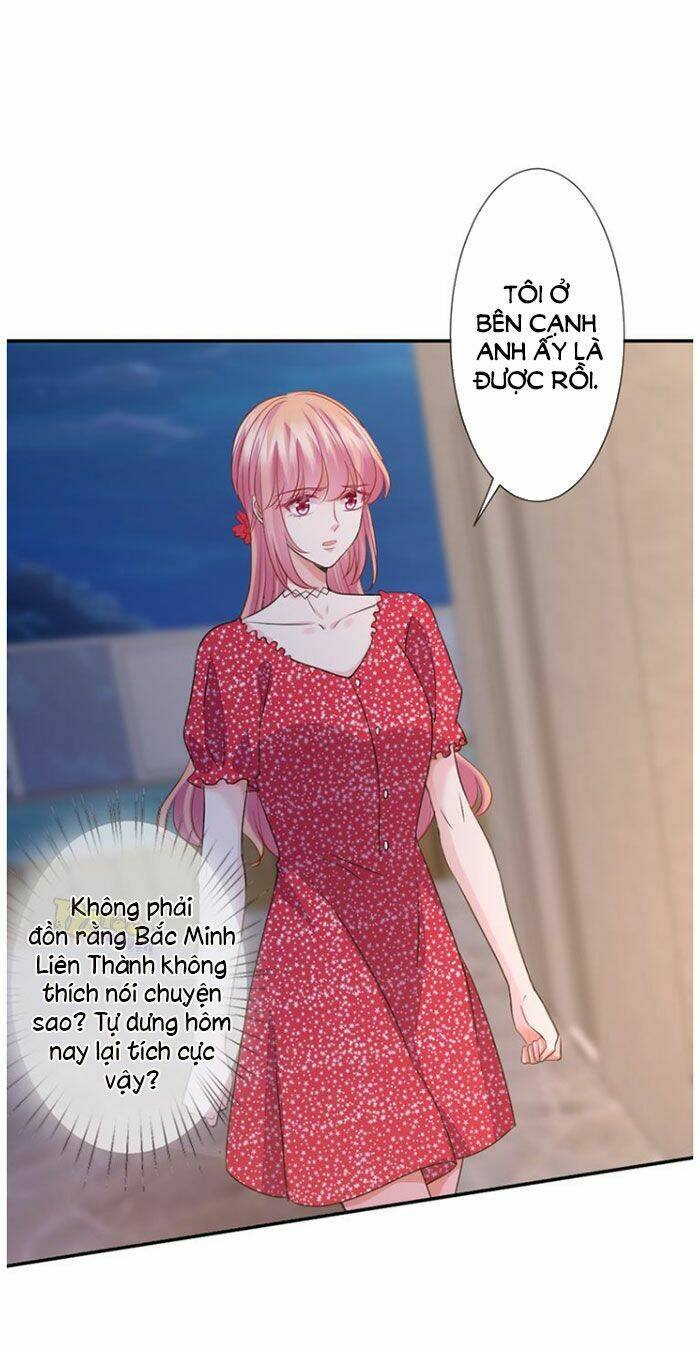 TÔI Ở
BÊN CẠNH
ANH ẤY LÀ
ĐƯỢC RỒI.
Không phải
đồn rằng Bắc Minh
Liên Thành không
thích nói chuyện
sao? Tự dưng hôm
nay lại tích cực
vậy?